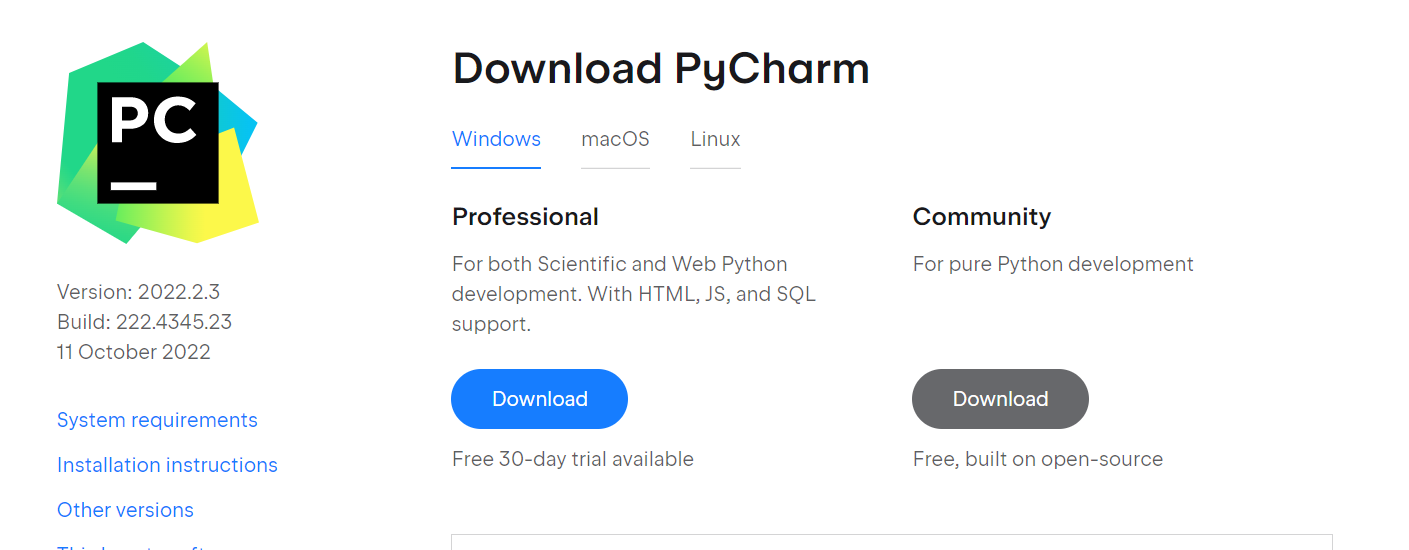 PC
Version: 2022.2.3
Build: 222.4345.23
11 October 2022
System requirements
Installation instructions
Other versions
Download PyCharm
Windows
macOS
Linux
Professional
For both Scientific and Web Python
development. With HTML, JS, and SQL
support.
Download
Free 30-day trial available
Community
For pure Python development
Download
Free, built on open-source